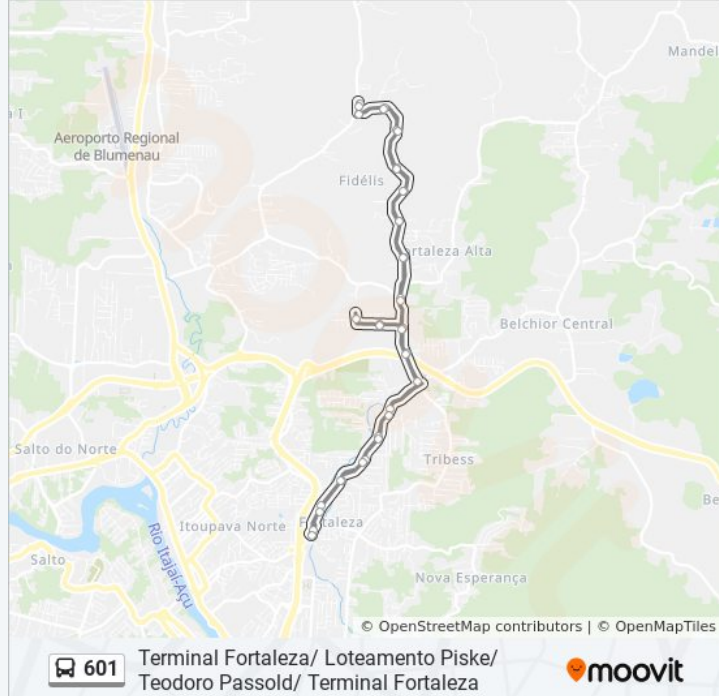 Mandel
Aeroporto Regional
de Blumenau
Fidélis
ortaleza Alta
Belchior Central
Salto do Norte
Tribess
Be
Itoupava Norte
Fortaleza
Salto
Rio Itajaí-Açu
Nova Esperança
© OpenStreetMap contributors | © OpenMapTiles
601
Terminal Fortaleza/ Loteamento Piske/
Teodoro Passold/ Terminal Fortaleza
moovit